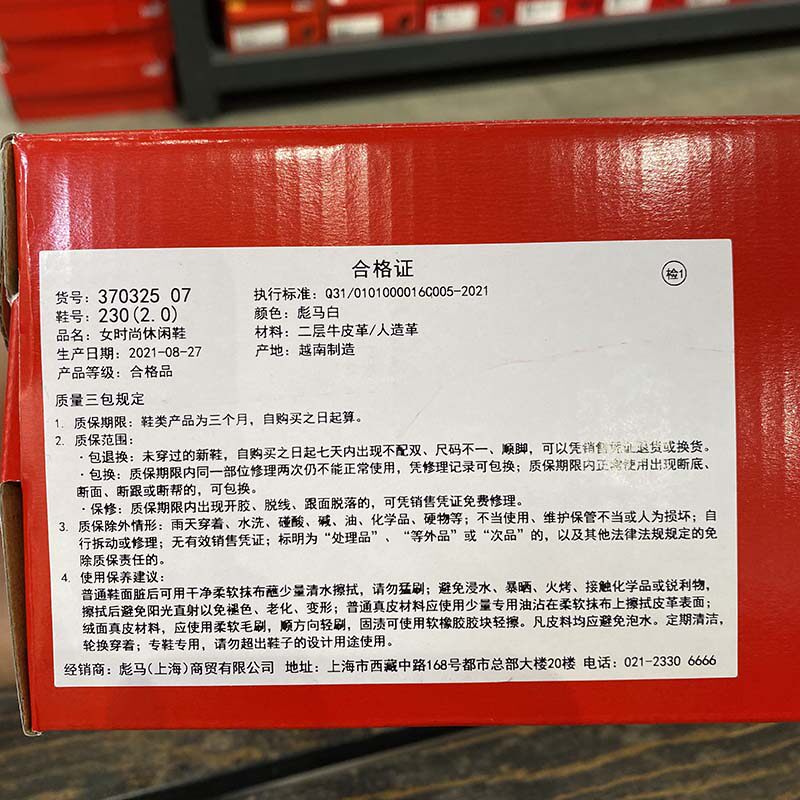 合格证
检1
货号: 370325 07
执行标准: Q31/0101000016C005-2021
鞋号: 230(2.0)
颜色: 彪马白
品名: 女时尚休闲鞋
材料: 二层牛皮革/人造革
生产日期: 2021-08-27
产地: 越南制造
产品等级: 合格品
质量三包规定
1. 质保期限: 鞋类产品为三个月, 自购买之日起算。
2. 质保范围:
·包退换: 未穿过的新鞋, 自购买之日起七天内出现不配双、尺码不一、顺脚, 可以凭销售凭证退货或换货。
·包换: 质保期限内同一部位修理两次仍不能正常使用, 凭修理记录可包换; 质保期限内正常使用出现断底、
断面、断跟或断帮的, 可包换。
·保修: 质保期限内出现开胶、脱线、跟面脱落的, 可凭销售凭证免费修理。
3. 质保除外情形: 雨天穿着、水洗、碰酸、碱、油、化学品、硬物等; 不当使用、维护保管不当或人为损坏; 自
行拆动或修理; 无有效销售凭证; 标明为“处理品”、“等外品”或“次品”的, 以及其他法律法规规定的免
除质保责任的。
4. 使用保养建议:
普通鞋面脏后可用干净柔软抹布蘸少量清水擦拭, 请勿猛刷; 避免浸水、暴晒、火烤、接触化学品或锐利物,
擦拭后避免阳光直射以免褪色、老化、变形; 普通真皮材料应使用少量专用油沾在柔软抹布上擦拭皮革表面;
绒面真皮材料, 应使用柔软毛刷, 顺方向轻刷, 固渍可使用软橡胶胶块轻擦。凡皮料均应避免泡水。定期清洁,
轮换穿着; 专鞋专用, 请勿超出鞋子的设计用途使用。
经销商: 彪马(上海)商贸有限公司 地址: 上海市西藏中路168号都市总部大楼20楼 电话: 021-2330 6666